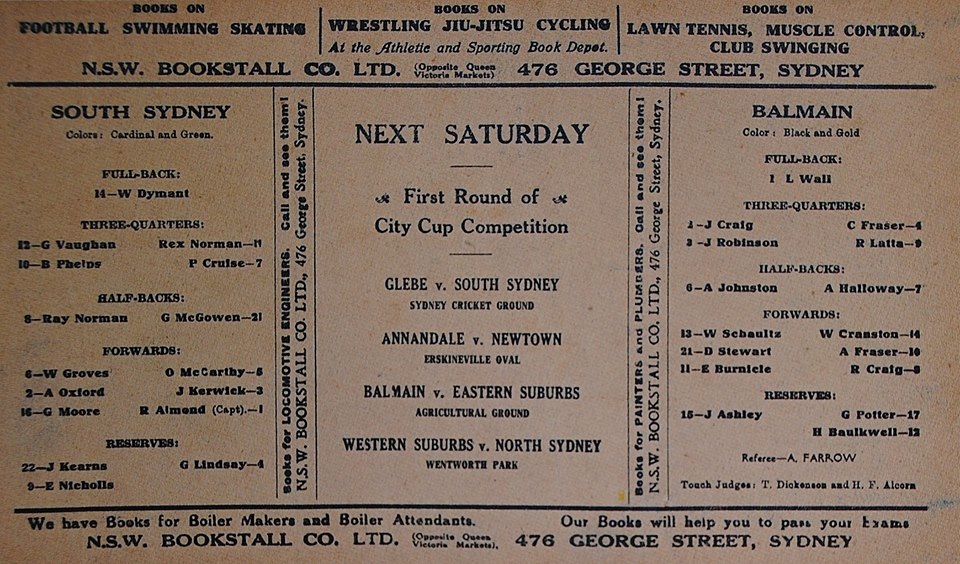 BOOKS ON
FOOTBALL SWIMMING SKATING
BOOKS ON
WRESTLING JIU-JITSU CYCLING
At the Athletic and Sporting Book Depot.
BOOKS ON
LAWN TENNIS, MUSCLE CONTROL,
CLUB SWINGING
N.S.W. BOOKSTALL CO. LTD. (Opposite Queen Victoria Markets) 476 GEORGE STREET, SYDNEY
SOUTH SYDNEY
Colors: Cardinal and Green.
FULL-BACK:
14—W Dymant
THREE-QUARTERS:
12—G Vaughan Rex Norman—11
10—B Phelps P Cruise—7
HALF-BACKS:
8—Ray Norman G McGowen—21
FORWARDS:
6—W Groves O McCarthy—5
2—A Oxford J Kerwick—3
16—G Moore R Almond (Capt).—1
RESERVES:
22—J Kearns G Lindsay—4
9—E Nicholls
Books for LOCOMOTIVE ENGINEERS. Call and see them!
N.S.W. BOOKSTALL CO. LTD., 476 George Street, Sydney.
NEXT SATURDAY
First Round of
City Cup Competition
GLEBE v. SOUTH SYDNEY
SYDNEY CRICKET GROUND
ANNANDALE v. NEWTOWN
ERSKINEVILLE OVAL
BALMAIN v. EASTERN SUBURBS
AGRICULTURAL GROUND
WESTERN SUBURBS v. NORTH SYDNEY
WENTWORTH PARK
Books for PAINTERS and PLUMBERS. Call and see them!
N.S.W. BOOKSTALL CO. LTD., 476 George Street, Sydney.
BALMAIN
Color: Black and Gold
FULL-BACK:
1 L Wall
THREE-QUARTERS:
-J Craig C Fraser—4
3 -J Robinson R Latta—9
HALF-BACKS:
6—A Johnston A Halloway—7
FORWARDS:
13—W Schaultz W Cranston—14
21—D Stewart A Fraser—10
11—E Burnicle R Craig—8
RESERVES:
15—J Ashley G Potter—17
H Baulkwell—12
Referee—A. FARROW
Touch Judges: T. Dickenson and H. F. Alcorn
We have Books for Boiler Makers and Boiler Attendants. Our Books will help you to pass your Exams
N.S.W. BOOKSTALL CO. LTD. (Opposite Queen Victoria Markets), 476 GEORGE STREET, SYDNEY